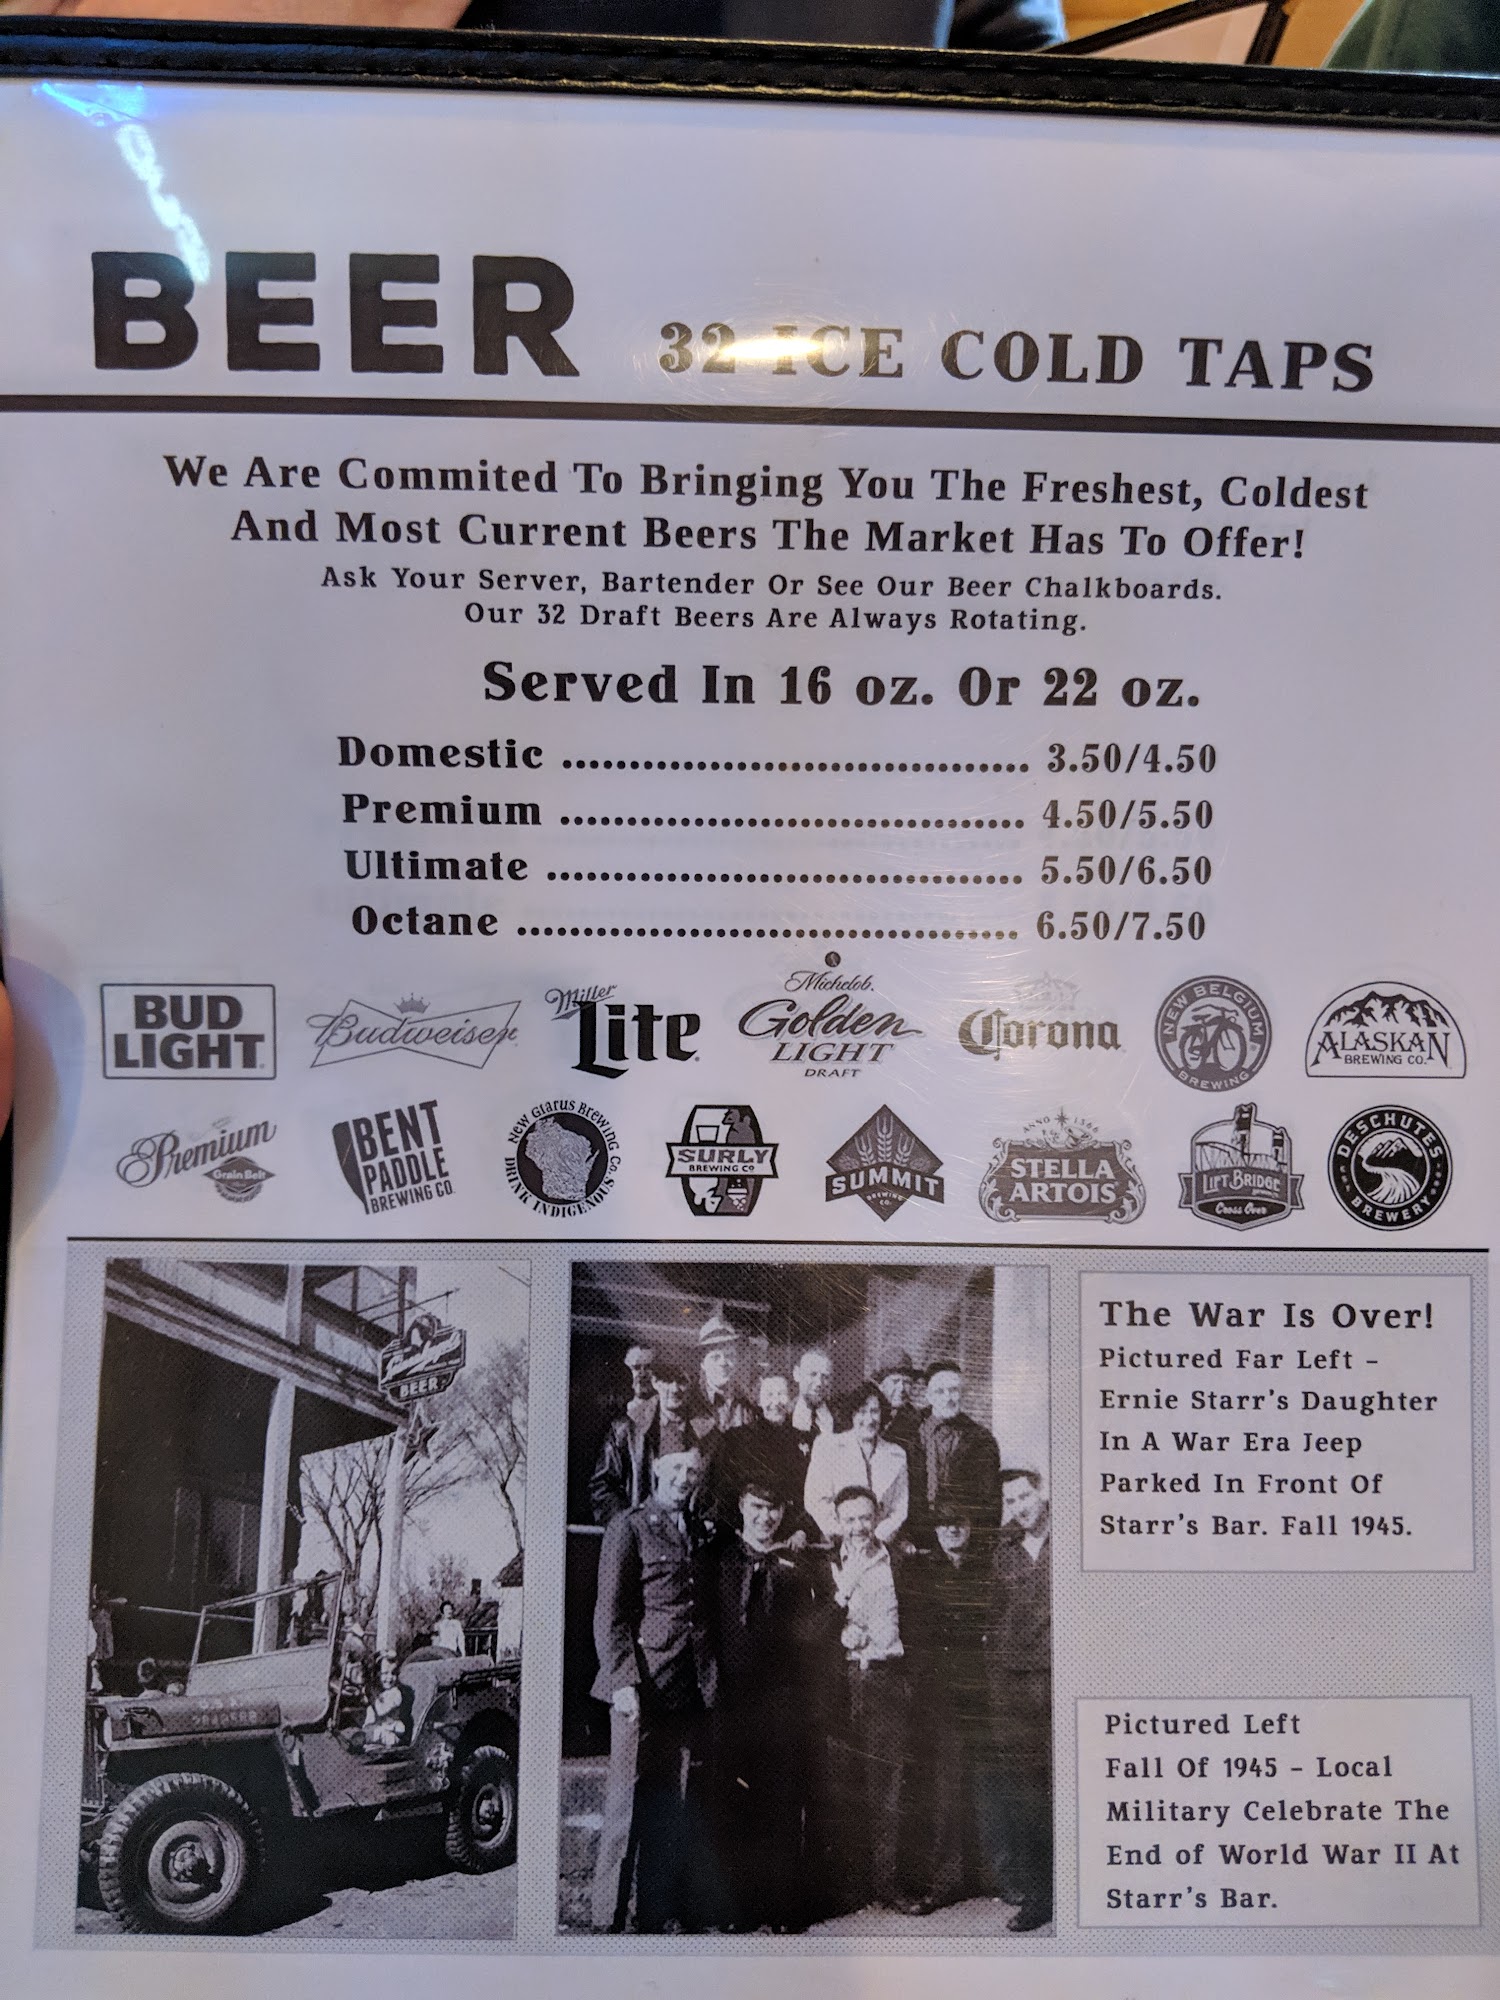 BEER 32 ICE COLD TAPS
We Are Commited To Bringing You The Freshest, Coldest
And Most Current Beers The Market Has To Offer!
Ask Your Server, Bartender Or See Our Beer Chalkboards.
Our 32 Draft Beers Are Always Rotating.
Served In 16 oz. Or 22 oz.
Domestic .................................. 3.50/4.50
Premium .................................. 4.50/5.50
Ultimate .................................. 5.50/6.50
Octane .................................... 6.50/7.50
BUD
LIGHT
Budweiser
Miller
Lite
Michelob.
Golden
LIGHT
DRAFT
Corona
NEW BELGIUM
BREWING
ALASKAN
BREWING CO.
Premium
Grain Belt
BENT
PADDLE
BREWING CO.
NEW GLARUS BREWING CO.
DRINK INDIGENOUS
SURLY
BREWING CO
SUMMIT
BREWING
CO.
ANNO 1366
STELLA
ARTOIS
LIFT BRIDGE
Cross Over
DESCHUTES
BREWERY
BEER
U.S.A.
The War Is Over!
Pictured Far Left -
Ernie Starr's Daughter
In A War Era Jeep
Parked In Front Of
Starr's Bar. Fall 1945.
Pictured Left
Fall Of 1945 - Local
Military Celebrate The
End of World War II At
Starr's Bar.